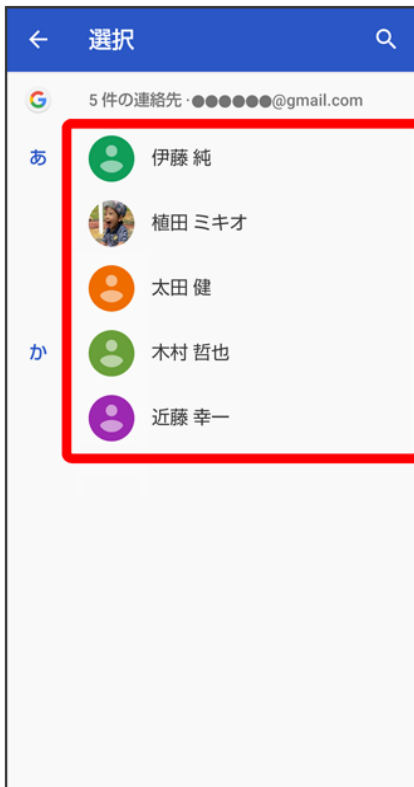 選択
5 件の連絡先·●●●●●●@gmail.com
あ
伊藤 純
植田 ミキオ
太田 健
か
木村 哲也
近藤 幸一